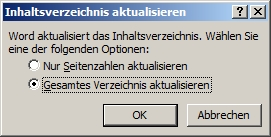 Inhaltsverzeichnis aktualisieren
Word aktualisiert das Inhaltsverzeichnis. Wählen Sie
eine der folgenden Optionen:
Nur Seitenzahlen aktualisieren
Gesamtes Verzeichnis aktualisieren
OK
Abbrechen